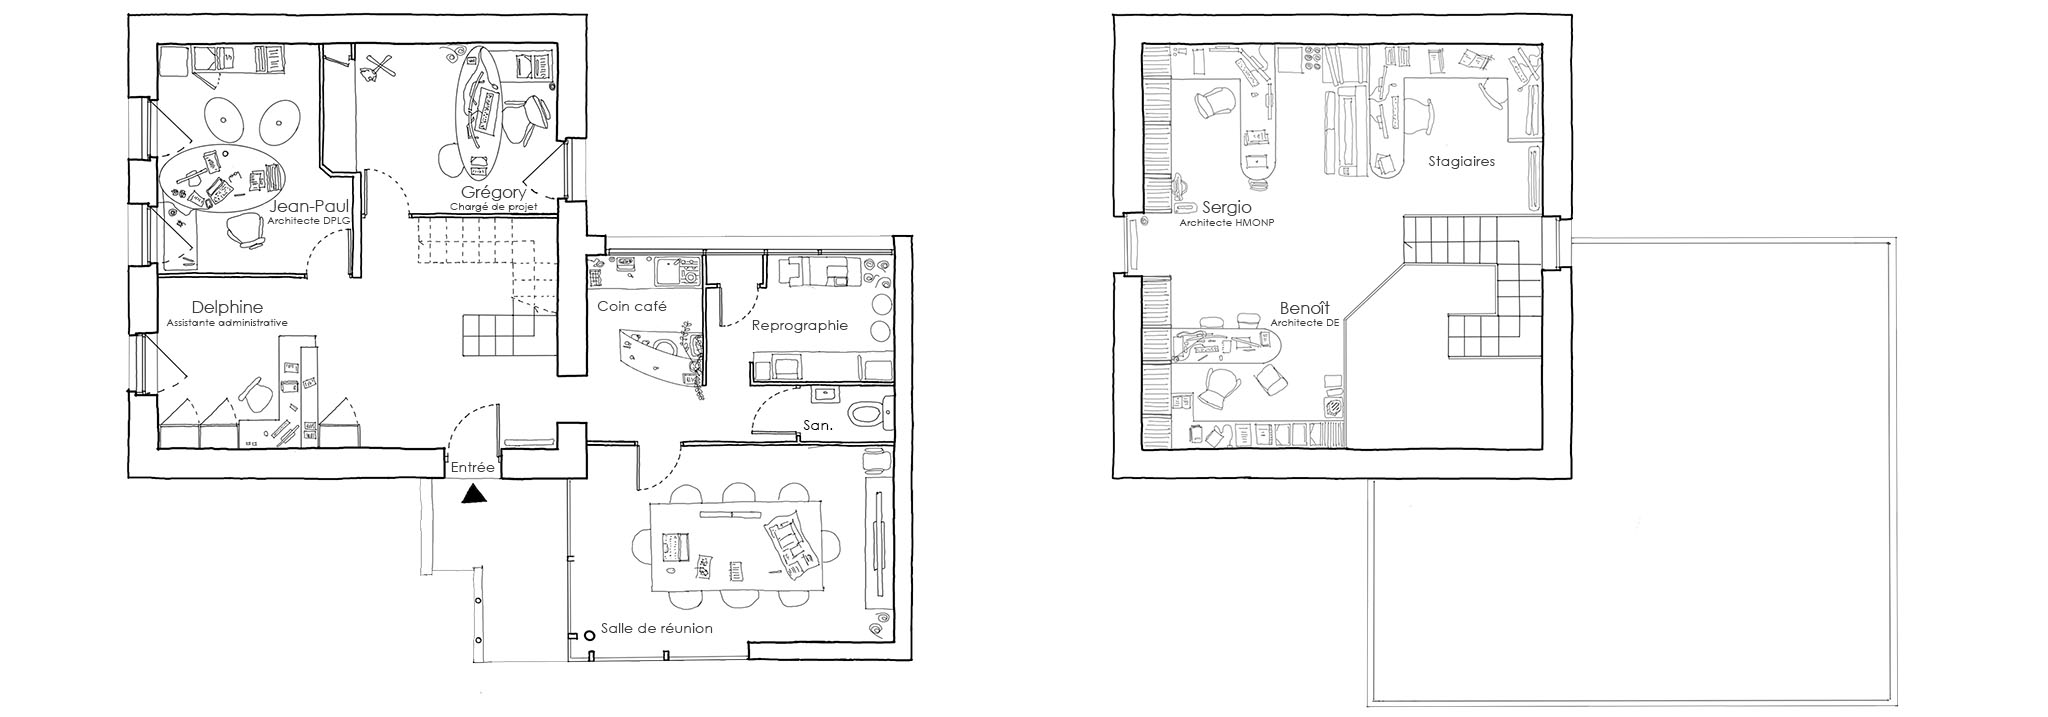 Jean-Paul
Architecte DPLG
Grégory
Chargé de projet
Delphine
Assistante administrative
Coin café
Reprographie
San.
Entrée
Salle de réunion
Stagiaires
Sergio
Architecte HMONP
Benoît
Architecte DE